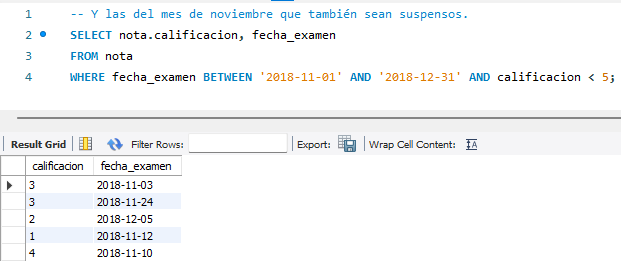 1 -- Y las del mes de noviembre que también sean suspensos.
2 SELECT nota.calificacion, fecha_examen
3 FROM nota
4 WHERE fecha_examen BETWEEN '2018-11-01' AND '2018-12-31' AND calificacion < 5;
Result Grid Filter Rows: Export: Wrap Cell Content:
calificacion fecha_examen
3 2018-11-03
3 2018-11-24
2 2018-12-05
1 2018-11-12
4 2018-11-10